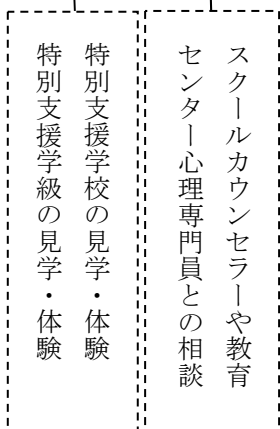 スクールカウンセラーや教育
センター心理専門員との相談
特別支援学校の見学・体験
特別支援学級の見学・体験